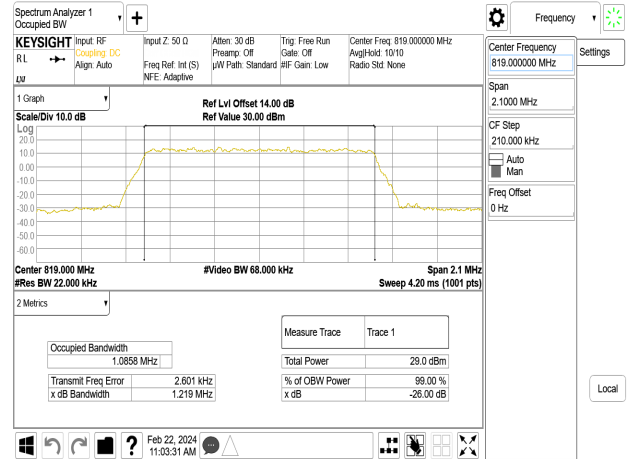 Spectrum Analyzer 1
Occupied BW
KEYSIGHT
RL
LXI
Input: RF
Coupling: DC
Align: Auto
Input Z: 50 Ω
Freq Ref: Int (S)
NFE: Adaptive
Atten: 30 dB
Preamp: Off
µW Path: Standard
Trig: Free Run
Gate: Off
#IF Gain: Low
Center Freq: 819.000000 MHz
Avg|Hold: 10/10
Radio Std: None
1 Graph
Scale/Div 10.0 dB
Ref Lvl Offset 14.00 dB
Ref Value 30.00 dBm
Log
20.0
10.0
0.00
-10.0
-20.0
-30.0
-40.0
-50.0
-60.0
Center 819.000 MHz
#Res BW 22.000 kHz
#Video BW 68.000 kHz
Span 2.1 MHz
Sweep 4.20 ms (1001 pts)
2 Metrics
Occupied Bandwidth
1.0858 MHz
Transmit Freq Error 2.601 kHz
x dB Bandwidth 1.219 MHz
Measure Trace Trace 1
Total Power 29.0 dBm
% of OBW Power 99.00 %
x dB -26.00 dB
Feb 22, 2024
11:03:31 AM
Frequency
Center Frequency
819.000000 MHz
Span
2.1000 MHz
CF Step
210.000 kHz
Auto
Man
Freq Offset
0 Hz
Settings
Local